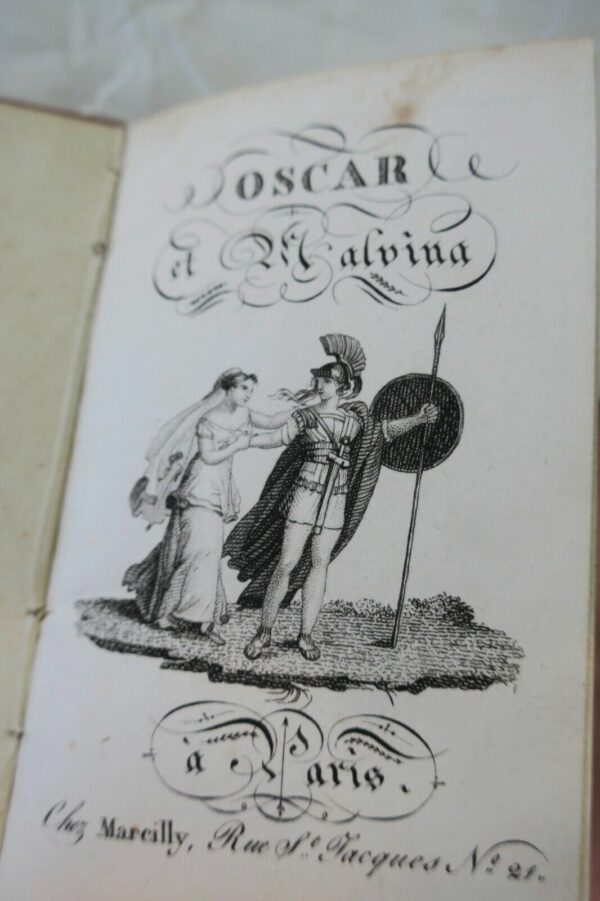 OSCAR
et Malvina
à Paris.
Chez Marcilly, Rue St. Jacques No. 21.